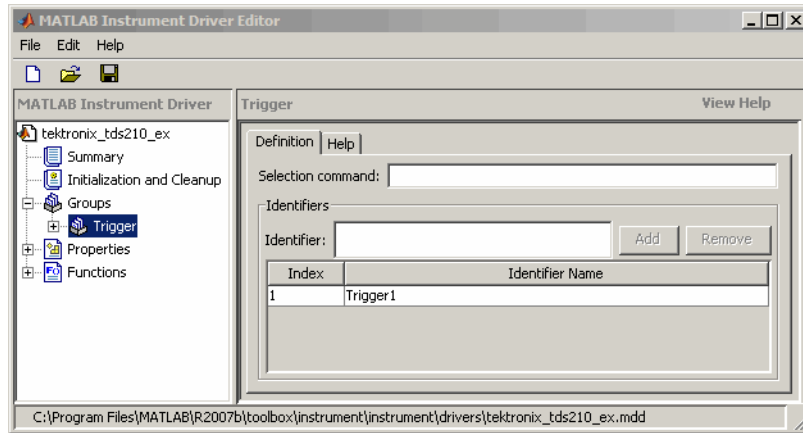 MATLAB Instrument Driver Editor
File Edit Help
MATLAB Instrument Driver
tektronix_tds210_ex
Summary
Initialization and Cleanup
Groups
Trigger
Properties
Functions
Trigger View Help
Definition Help
Selection command:
Identifiers
Identifier: Add Remove
Index Identifier Name
1 Trigger1
C:\Program Files\MATLAB\R2007b\toolbox\instrument\instrument\drivers\tektronix_tds210_ex.mdd